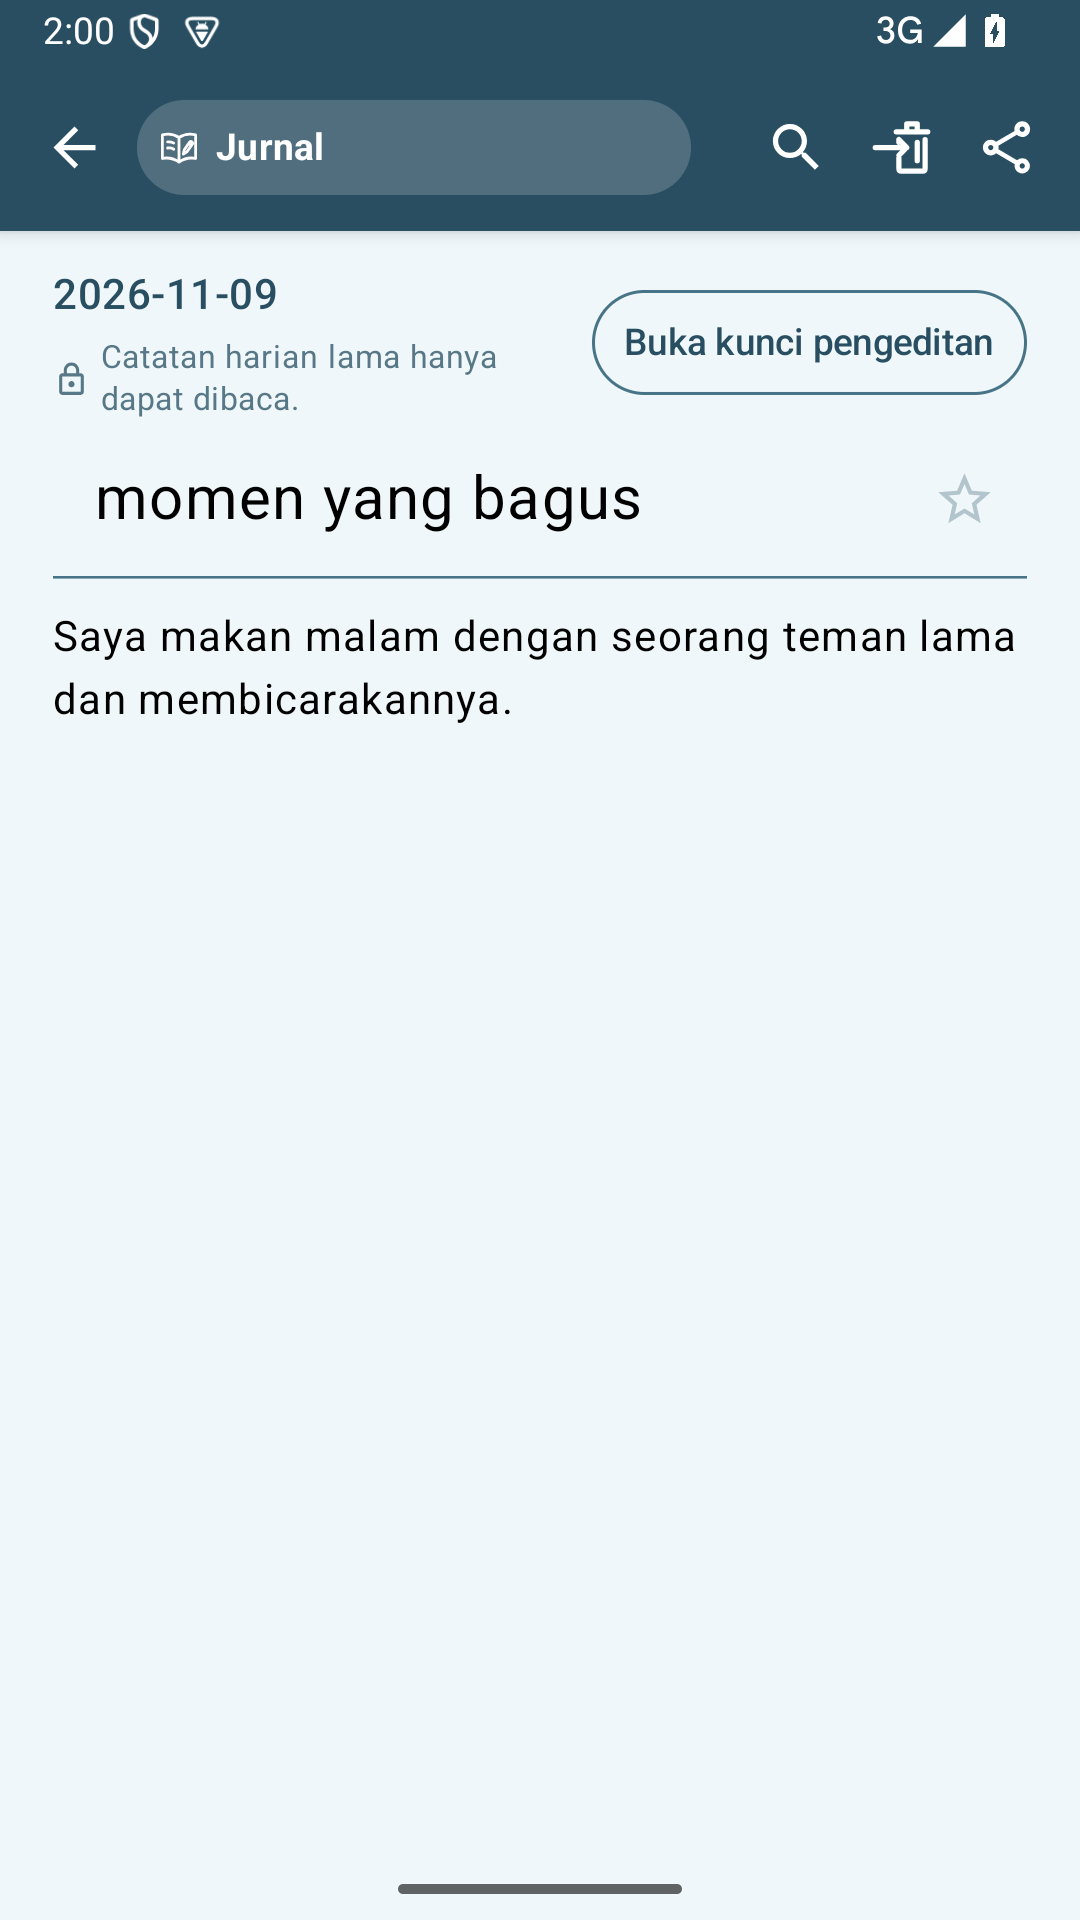 2:00
3G
Jurnal
2026-11-09
Catatan harian lama hanya
dapat dibaca.
Buka kunci pengeditan
momen yang bagus
Saya makan malam dengan seorang teman lama
dan membicarakannya.